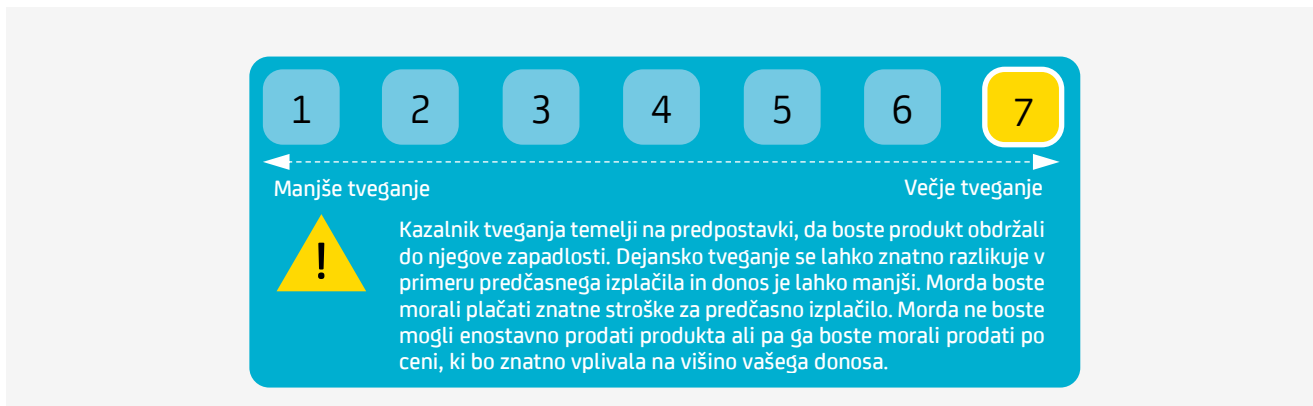 1 2 3 4 5 6 7
Manjše tveganje Večje tveganje
Kazalnik tveganja temelji na predpostavki, da boste produkt obdržali
do njegove zapadlosti. Dejansko tveganje se lahko znatno razlikuje v
primeru predčasnega izplačila in donos je lahko manjši. Morda boste
morali plačati znatne stroške za predčasno izplačilo. Morda ne boste
mogli enostavno prodati produkta ali pa ga boste morali prodati po
ceni, ki bo znatno vplivala na višino vašega donosa.
!